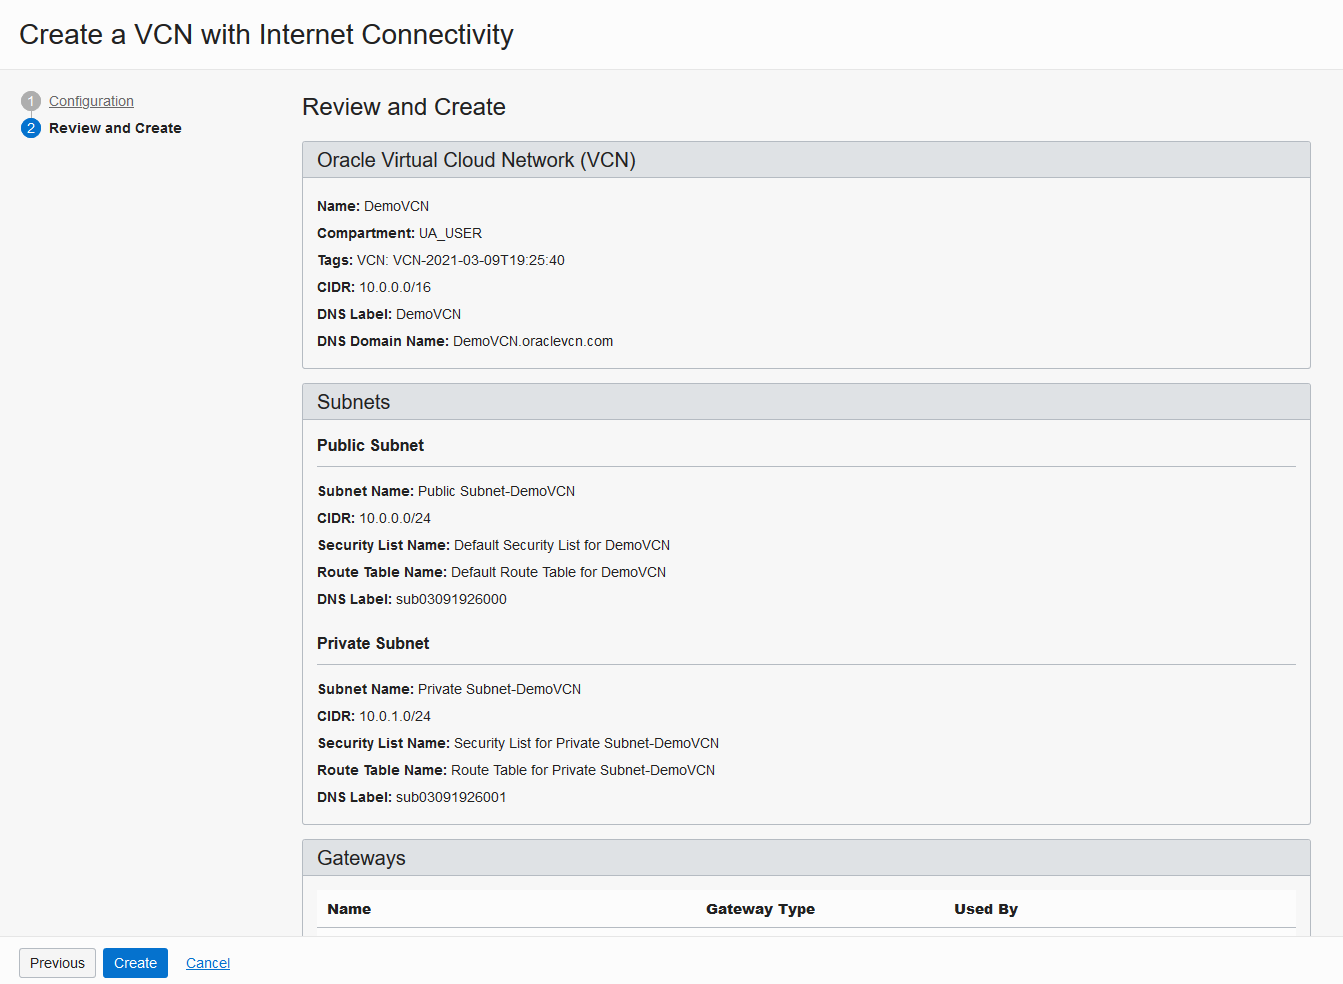 Create a VCN with Internet Connectivity
1 Configuration
2 Review and Create
Review and Create
Oracle Virtual Cloud Network (VCN)
Name: DemoVCN
Compartment: UA_USER
Tags: VCN: VCN-2021-03-09T19:25:40
CIDR: 10.0.0.0/16
DNS Label: DemoVCN
DNS Domain Name: DemoVCN.oraclevcn.com
Subnets
Public Subnet
Subnet Name: Public Subnet-DemoVCN
CIDR: 10.0.0.0/24
Security List Name: Default Security List for DemoVCN
Route Table Name: Default Route Table for DemoVCN
DNS Label: sub03091926000
Private Subnet
Subnet Name: Private Subnet-DemoVCN
CIDR: 10.0.1.0/24
Security List Name: Security List for Private Subnet-DemoVCN
Route Table Name: Route Table for Private Subnet-DemoVCN
DNS Label: sub03091926001
Gateways
Name Gateway Type Used By
Previous Create Cancel